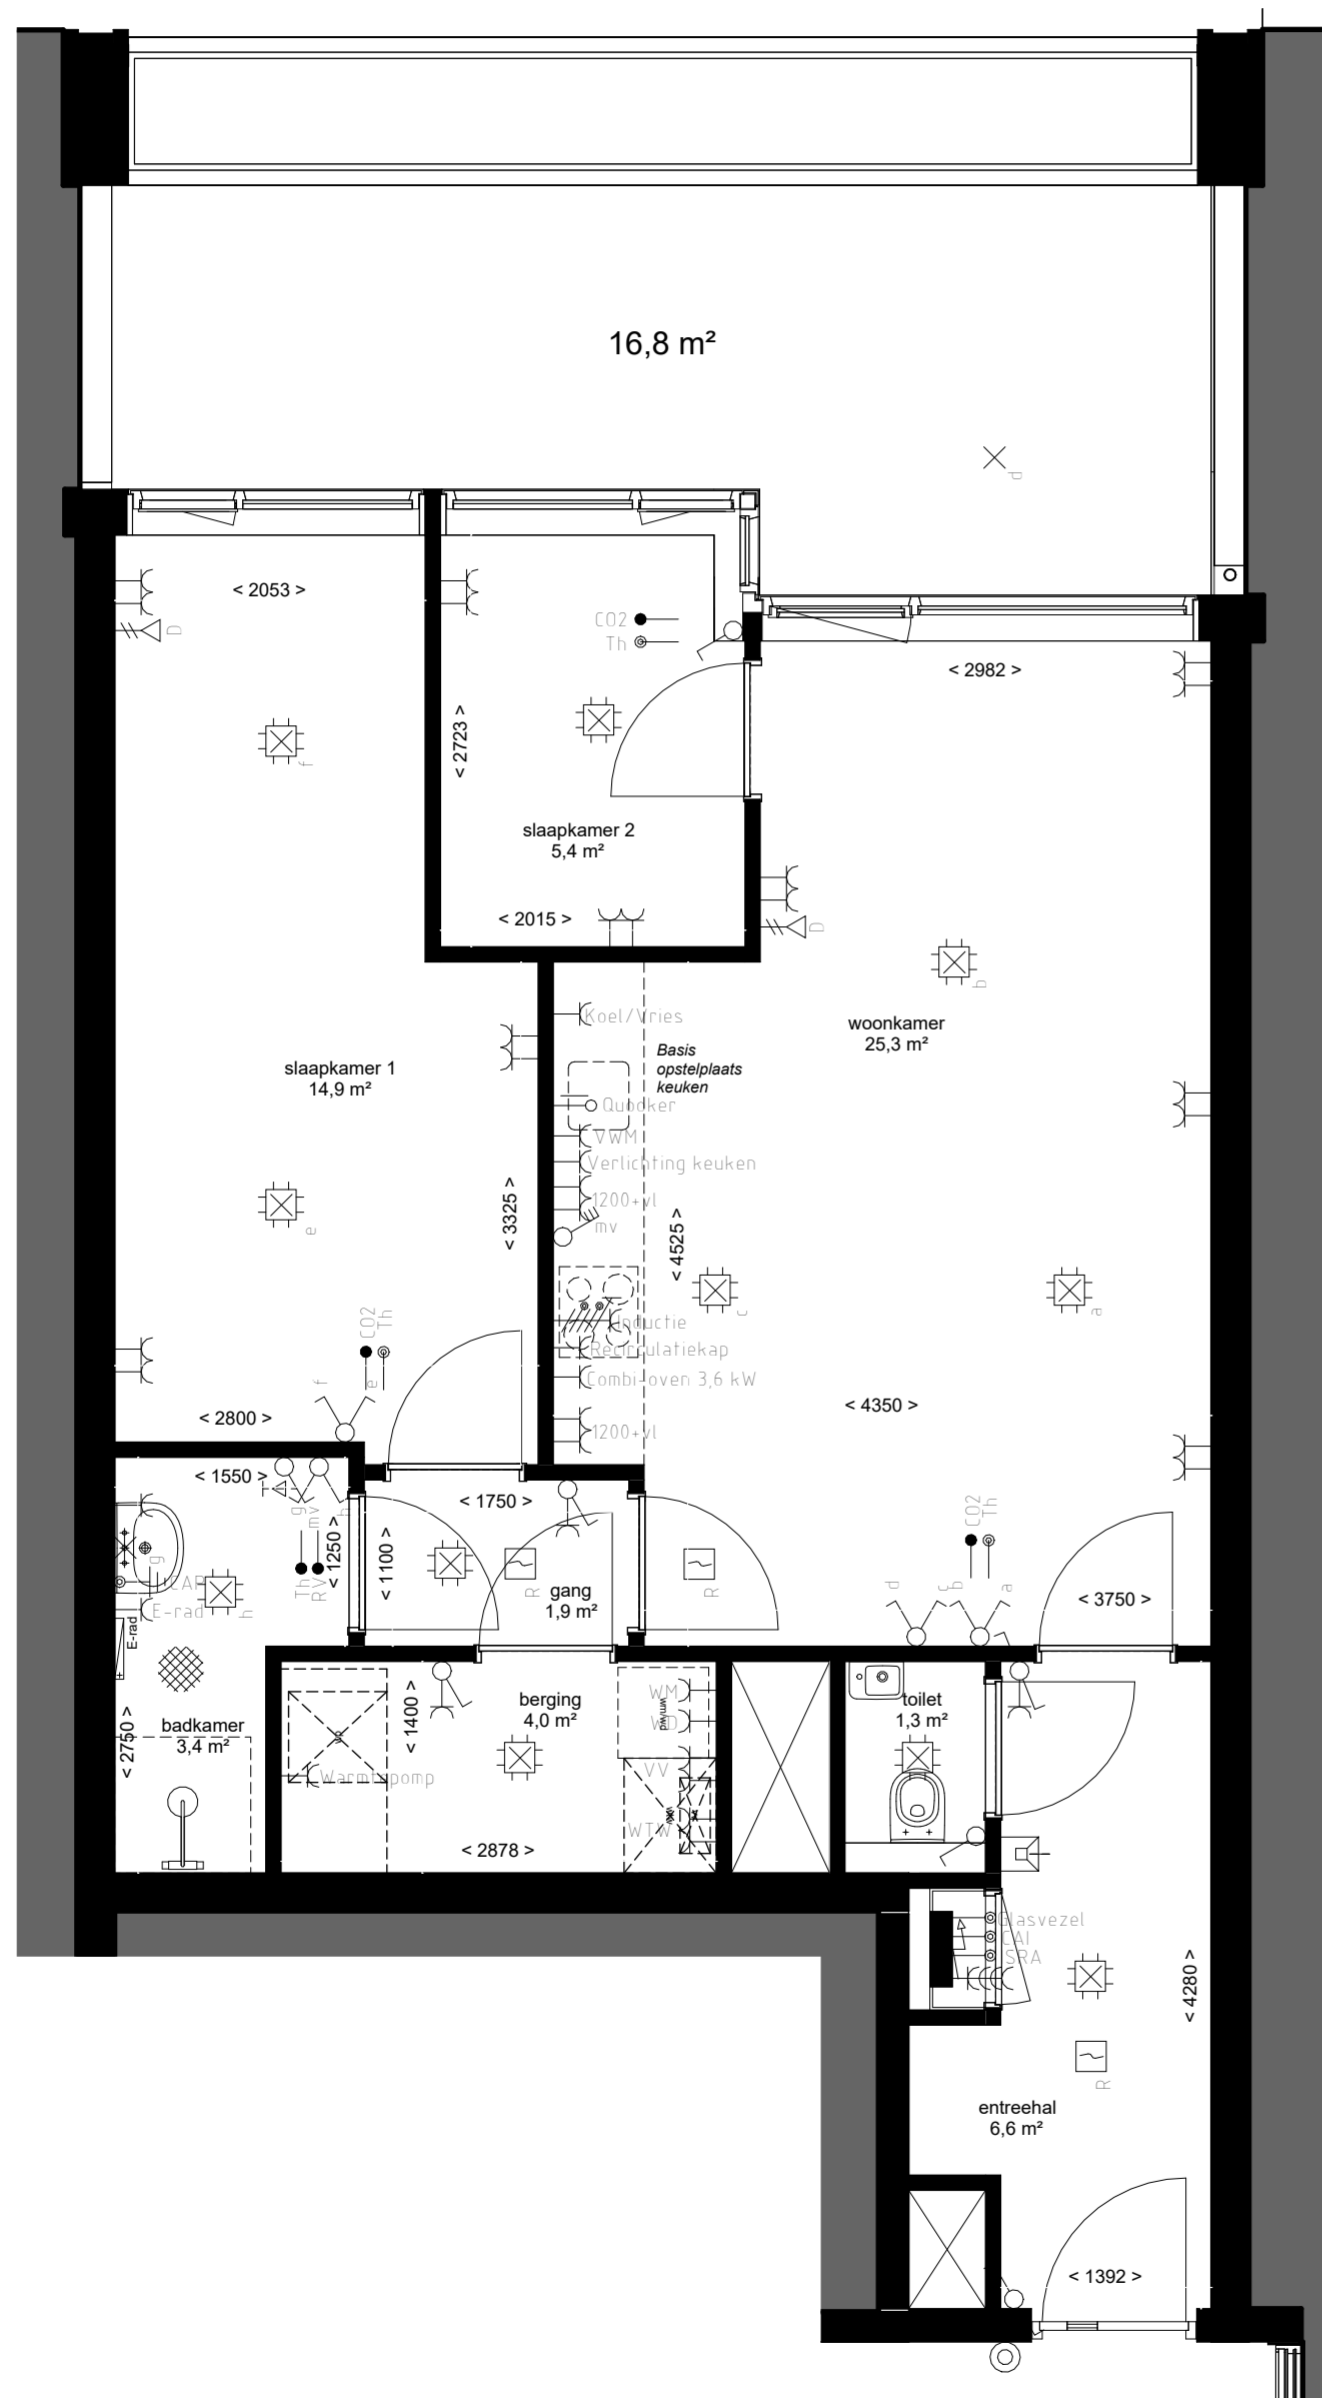 16,8 m²
d
< 2053 >
D
CO2
Th
< 2982 >
< 2723 >
f
slaapkamer 2
5,4 m²
< 2015 >
D
b
Koel/Vries
woonkamer
25,3 m²
Basis
opstelplaats
keuken
slaapkamer 1
14,9 m²
Quooker
VWM
Verlichting keuken
1200+vl
mv
< 3325 >
< 4525 >
e
c
a
Inductie
Recirculatiekap
Combi-oven 3,6 kW
CO2
Th
f
e
< 2800 >
< 4350 >
1200+vl
< 1550 >
< 1750 >
g
mv
h
< 1250 >
< 1100 >
CO2
Th
Th
RV
g
CAP
E-rad
E-rad
h
R
gang
1,9 m²
R
d
c
b
a
< 3750 >
badkamer
3,4 m²
< 2750 >
< 1400 >
berging
4,0 m²
WM
WD
wm/wd
VV
WTW
Warmtepomp
< 2878 >
toilet
1,3 m²
Glasvezel
CAI
SRA
< 4280 >
R
entreehal
6,6 m²
< 1392 >